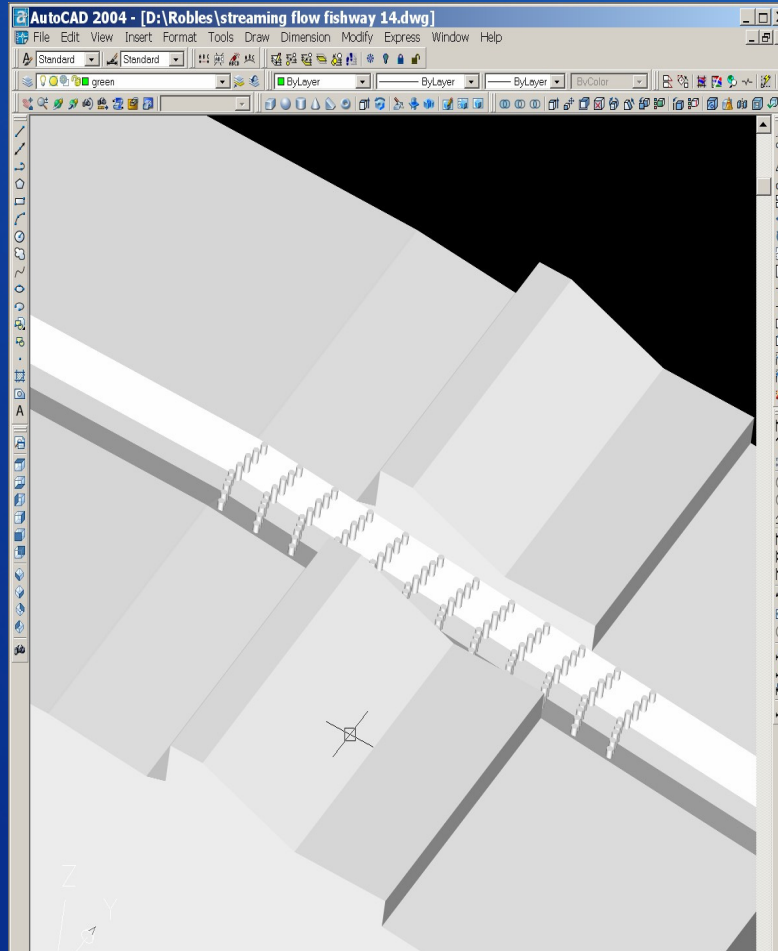 AutoCAD 2004 - [D:\Robles\streaming flow fishway 14.dwg]
File Edit View Insert Format Tools Draw Dimension Modify Express Window Help
Standard Standard
green ByLayer ByLayer ByLayer ByColor
A
Z
Y